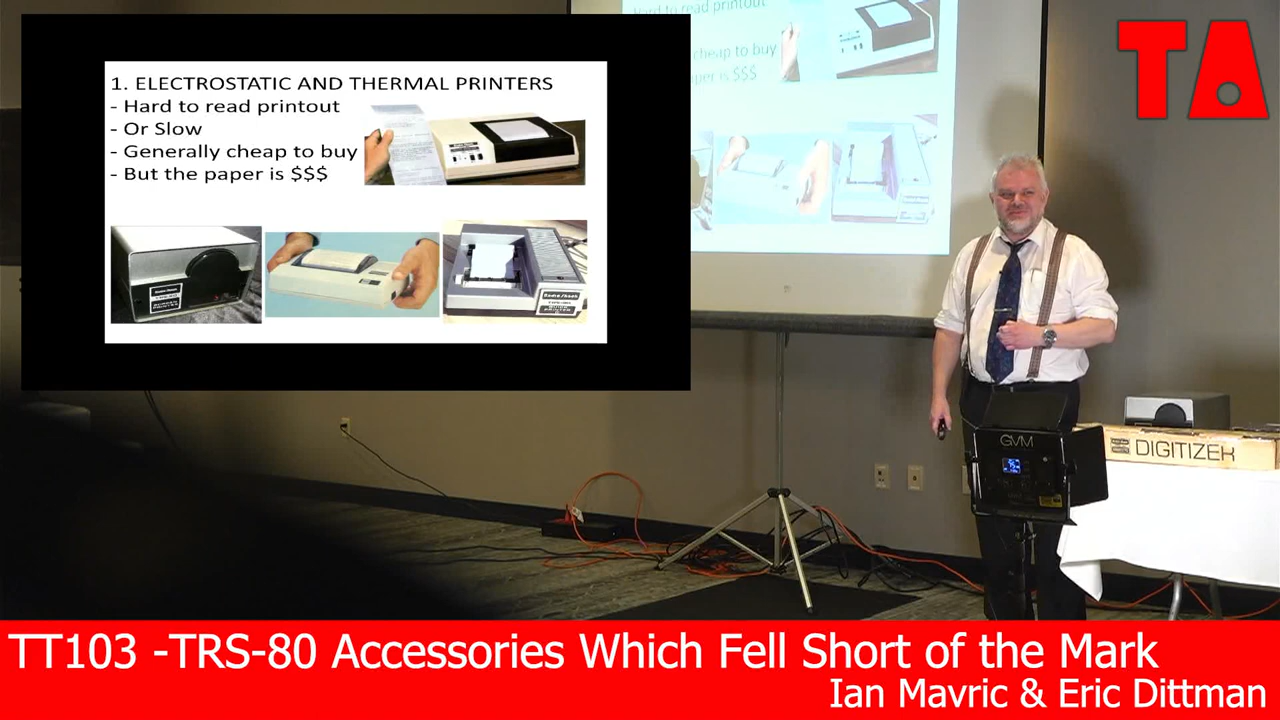 1. ELECTROSTATIC AND THERMAL PRINTERS
- Hard to read printout
- Or Slow
- Generally cheap to buy
- But the paper is $$$
Hard to read printout
cheap to buy
paper is $$$
TA
GVM
DIGITIZER
TT103 -TRS-80 Accessories Which Fell Short of the Mark
Ian Mavric & Eric Dittman